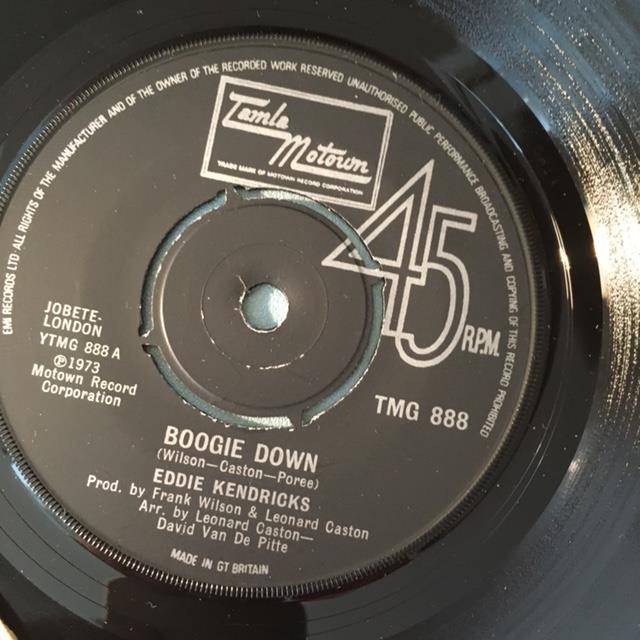 EMI RECORDS LTD ALL RIGHTS OF THE MANUFACTURER AND OF THE OWNER OF THE RECORDED WORK RESERVED UNAUTHORISED PUBLIC PERFORMANCE BROADCASTING AND COPYING OF THIS RECORD PROHIBITED
Tamla
Motown
TRADE MARK OF MOTOWN RECORD CORPORATION
45
R.P.M.
JOBETE-
LONDON
YTMG 888 A
℗1973
Motown Record
Corporation
TMG 888
BOOGIE DOWN
(Wilson—Caston—Poree)
EDDIE KENDRICKS
Prod. by Frank Wilson & Leonard Caston
Arr. by Leonard Caston—
David Van De Pitte
MADE IN GT BRITAIN